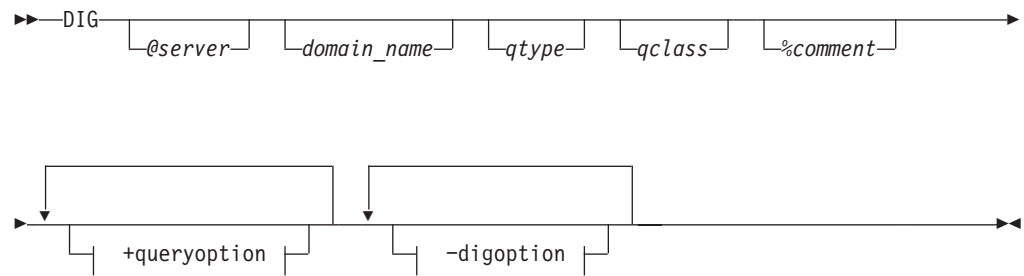 DIG
@server domain_name qtype qclass %comment
+queryoption −digoption